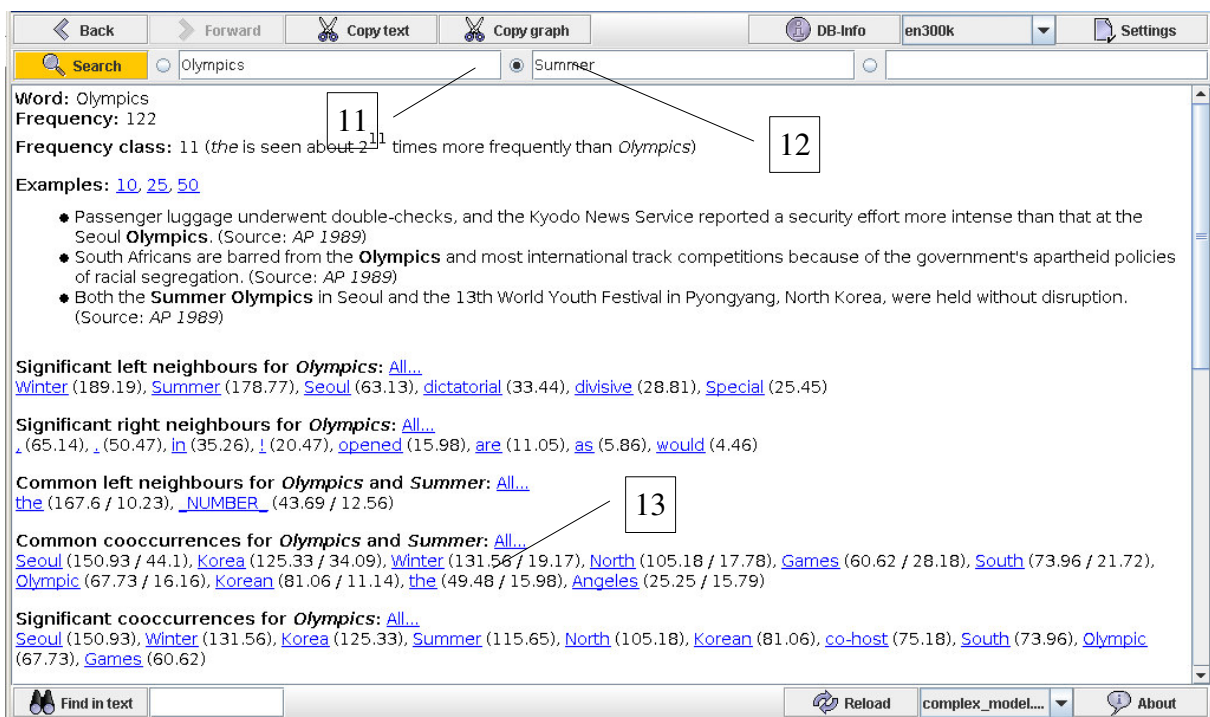 Back Forward Copy text Copy graph DB-Info en300k Settings
Search Olympics Summer
Word: Olympics
Frequency: 122
11
12
Frequency class: 11 (the is seen about 2^11 times more frequently than Olympics)
Examples: 10, 25, 50
Passenger luggage underwent double-checks, and the Kyodo News Service reported a security effort more intense than that at the
Seoul Olympics. (Source: AP 1989)
South Africans are barred from the Olympics and most international track competitions because of the government's apartheid policies
of racial segregation. (Source: AP 1989)
Both the Summer Olympics in Seoul and the 13th World Youth Festival in Pyongyang, North Korea, were held without disruption.
(Source: AP 1989)
Significant left neighbours for Olympics: All...
Winter (189.19), Summer (178.77), Seoul (63.13), dictatorial (33.44), divisive (28.81), Special (25.45)
Significant right neighbours for Olympics: All...
, (65.14), . (50.47), in (35.26), ! (20.47), opened (15.98), are (11.05), as (5.86), would (4.46)
Common left neighbours for Olympics and Summer: All...
the (167.6 / 10.23), _NUMBER_ (43.69 / 12.56)
13
Common cooccurrences for Olympics and Summer: All...
Seoul (150.93 / 44.1), Korea (125.33 / 34.09), Winter (131.56 / 19.17), North (105.18 / 17.78), Games (60.62 / 28.18), South (73.96 / 21.72),
Olympic (67.73 / 16.16), Korean (81.06 / 11.14), the (49.48 / 15.98), Angeles (25.25 / 15.79)
Significant cooccurrences for Olympics: All...
Seoul (150.93), Winter (131.56), Korea (125.33), Summer (115.65), North (105.18), Korean (81.06), co-host (75.18), South (73.96), Olympic
(67.73), Games (60.62)
Find in text Reload complex_model.... About